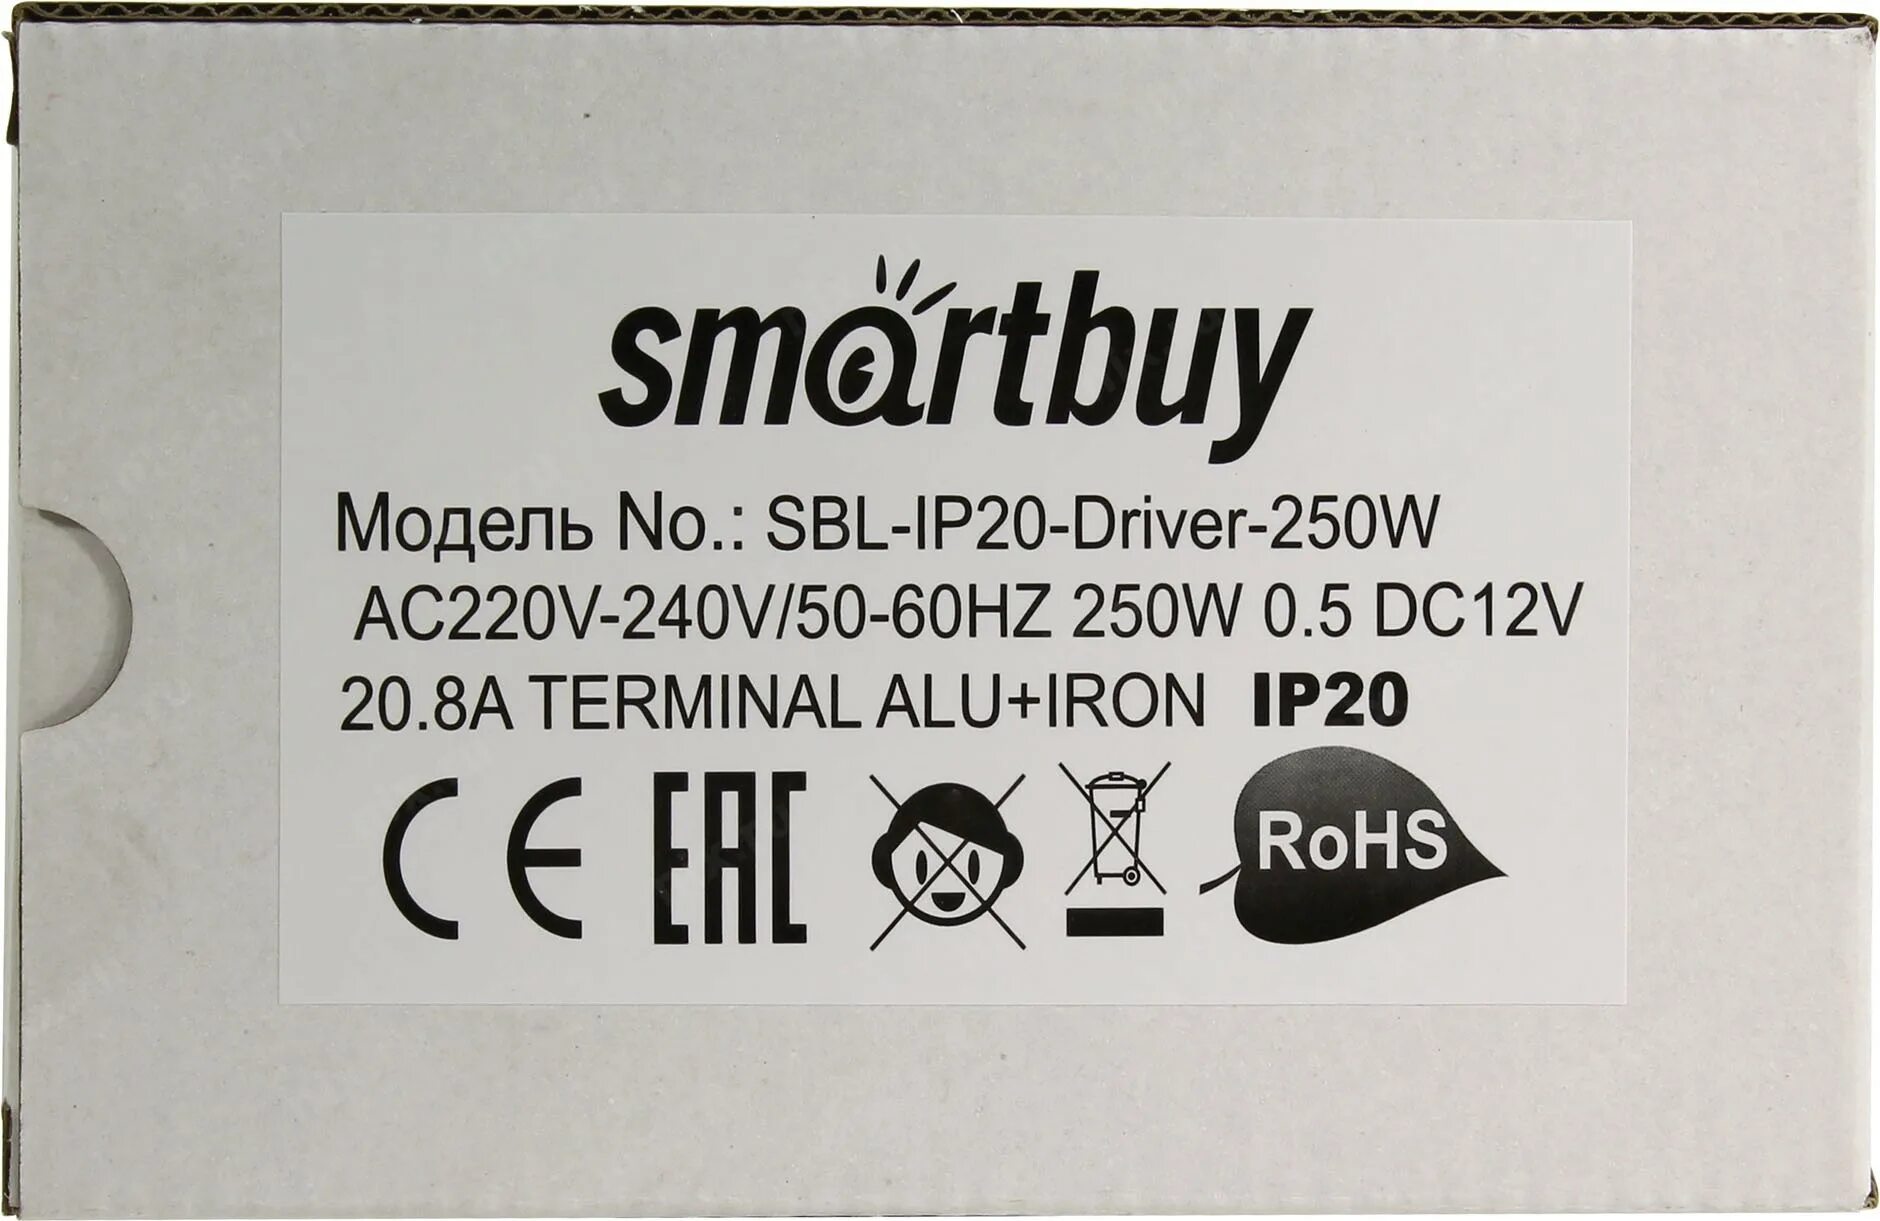 smartbuy
Модель No.: SBL-IP20-Driver-250W
AC220V-240V/50-60HZ 250W 0.5 DC12V
20.8A TERMINAL ALU+IRON IP20
CE EAC RoHS